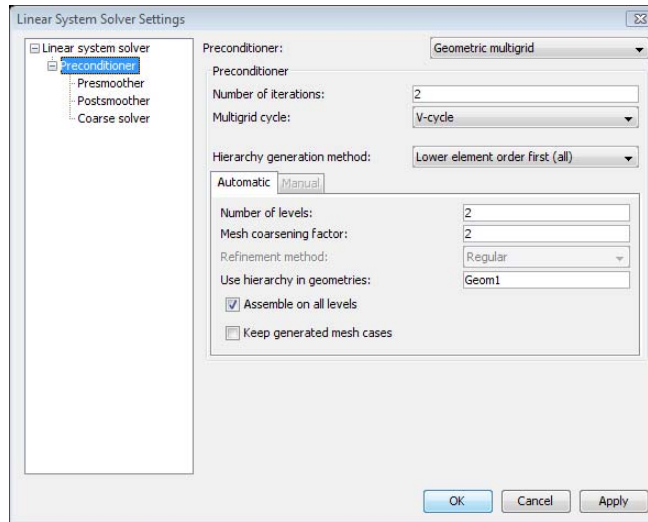 Linear System Solver Settings
Linear system solver
Preconditioner
Presmoother
Postsmoother
Coarse solver
Preconditioner: Geometric multigrid
Preconditioner
Number of iterations: 2
Multigrid cycle: V-cycle
Hierarchy generation method: Lower element order first (all)
Automatic Manual
Number of levels: 2
Mesh coarsening factor: 2
Refinement method: Regular
Use hierarchy in geometries: Geom1
Assemble on all levels
Keep generated mesh cases
OK Cancel Apply